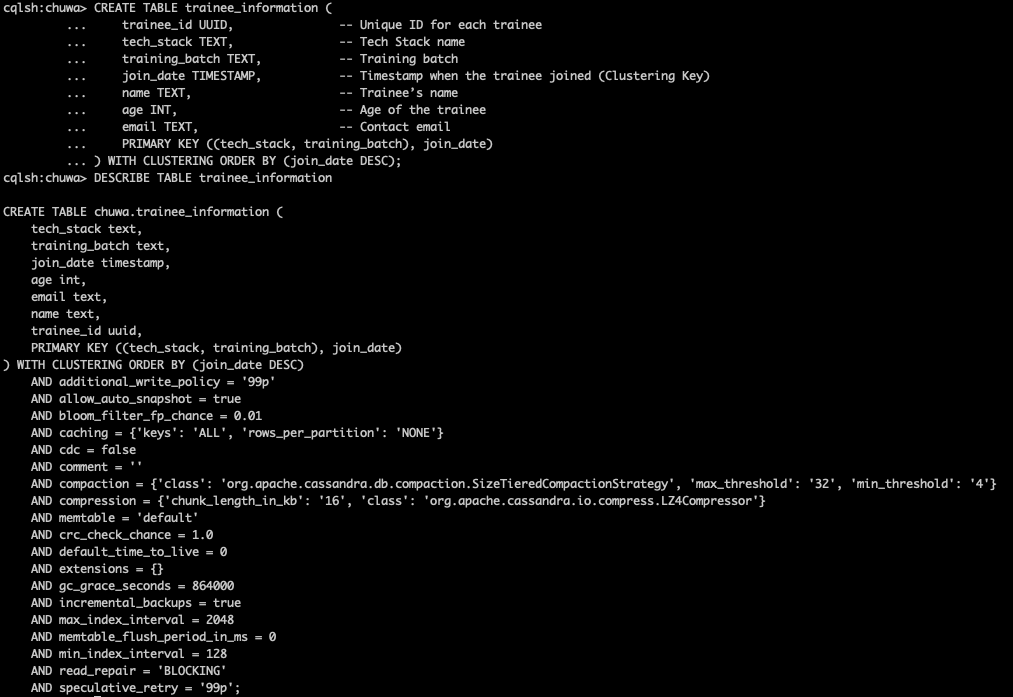 cqlsh:chuwa> CREATE TABLE trainee_information (
         ...     trainee_id UUID,               -- Unique ID for each trainee
         ...     tech_stack TEXT,               -- Tech Stack name
         ...     training_batch TEXT,           -- Training batch
         ...     join_date TIMESTAMP,           -- Timestamp when the trainee joined (Clustering Key)
         ...     name TEXT,                     -- Trainee’s name
         ...     age INT,                       -- Age of the trainee
         ...     email TEXT,                    -- Contact email
         ...     PRIMARY KEY ((tech_stack, training_batch), join_date)
         ... ) WITH CLUSTERING ORDER BY (join_date DESC);
cqlsh:chuwa> DESCRIBE TABLE trainee_information

CREATE TABLE chuwa.trainee_information (
    tech_stack text,
    training_batch text,
    join_date timestamp,
    age int,
    email text,
    name text,
    trainee_id uuid,
    PRIMARY KEY ((tech_stack, training_batch), join_date)
) WITH CLUSTERING ORDER BY (join_date DESC)
    AND additional_write_policy = '99p'
    AND allow_auto_snapshot = true
    AND bloom_filter_fp_chance = 0.01
    AND caching = {'keys': 'ALL', 'rows_per_partition': 'NONE'}
    AND cdc = false
    AND comment = ''
    AND compaction = {'class': 'org.apache.cassandra.db.compaction.SizeTieredCompactionStrategy', 'max_threshold': '32', 'min_threshold': '4'}
    AND compression = {'chunk_length_in_kb': '16', 'class': 'org.apache.cassandra.io.compress.LZ4Compressor'}
    AND memtable = 'default'
    AND crc_check_chance = 1.0
    AND default_time_to_live = 0
    AND extensions = {}
    AND gc_grace_seconds = 864000
    AND incremental_backups = true
    AND max_index_interval = 2048
    AND memtable_flush_period_in_ms = 0
    AND min_index_interval = 128
    AND read_repair = 'BLOCKING'
    AND speculative_retry = '99p';